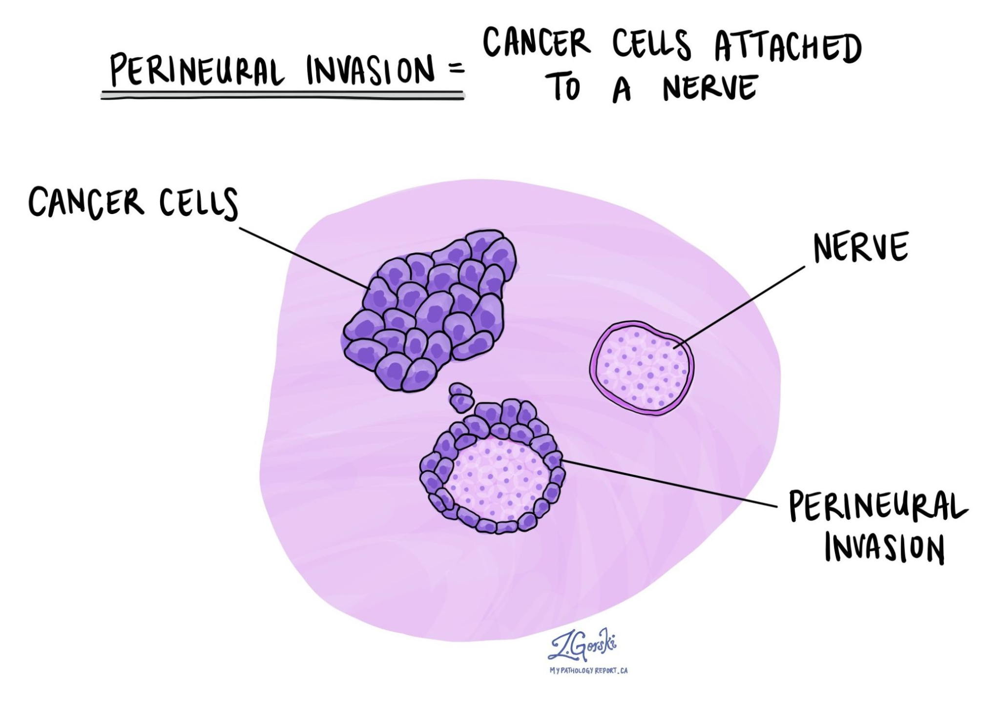 PERINEURAL INVASION = CANCER CELLS ATTACHED
TO A NERVE
CANCER CELLS
NERVE
PERINEURAL
INVASION
Z.Gorski
MYPATHOLOGYREPORT.CA